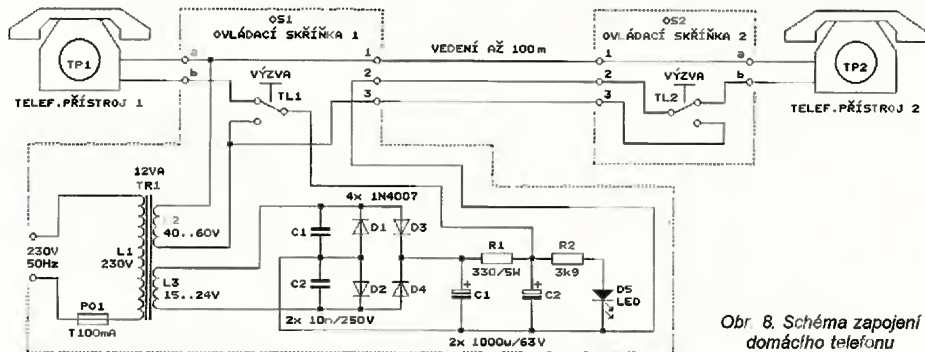 OS1
OVLÁDACÍ SKŘÍŇKA 1
OS2
OVLÁDACÍ SKŘÍŇKA 2
TP1
a
b
1
2
3
VEDENÍ AŽ 100m
1
2
3
a
b
TP2
VÝZVA
TL1
VÝZVA
TL2
TELEF.PŘÍSTROJ 1
TELEF.PŘÍSTROJ 2
12VA
TR1
L2
40..60V
L1
230V
L3
15..24V
230V
50Hz
PO1
T100mA
4x 1N4007
C1
C2
D1
D2
D3
D4
2x 10n/250V
R1
330/5W
R2
3k9
+
C1
+
C2
D5
LED
2x 1000u/63V
Obr. 8. Schéma zapojení
domácího telefonu